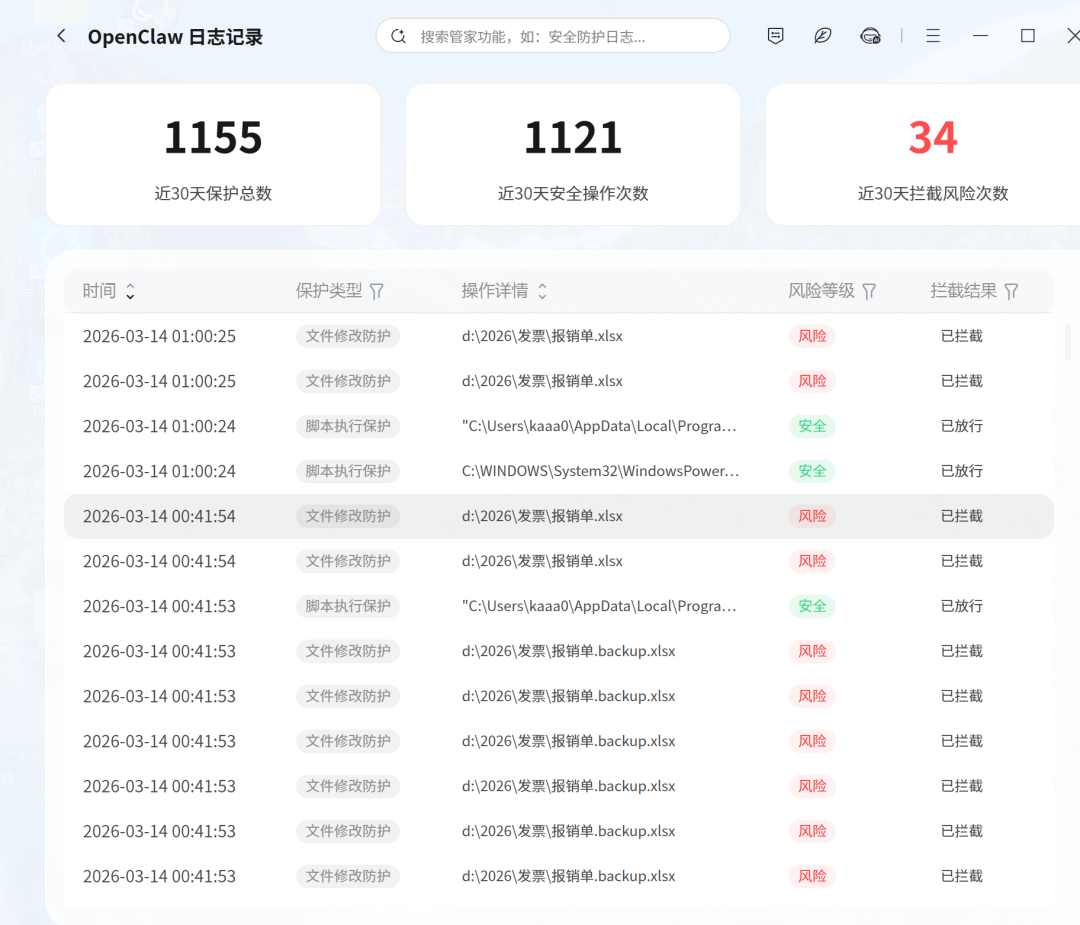 OpenClaw 日志记录
搜索管家功能，如：安全防护日志...
1155
近30天保护总数
1121
近30天安全操作次数
34
近30天拦截风险次数
时间 保护类型 操作详情 风险等级 拦截结果
2026-03-14 01:00:25 文件修改防护 d:\2026\发票\报销单.xlsx 风险 已拦截
2026-03-14 01:00:25 文件修改防护 d:\2026\发票\报销单.xlsx 风险 已拦截
2026-03-14 01:00:24 脚本执行保护 "C:\Users\kaaa0\AppData\Local\Progra... 安全 已放行
2026-03-14 01:00:24 脚本执行保护 C:\WINDOWS\System32\WindowsPower... 安全 已放行
2026-03-14 00:41:54 文件修改防护 d:\2026\发票\报销单.xlsx 风险 已拦截
2026-03-14 00:41:54 文件修改防护 d:\2026\发票\报销单.xlsx 风险 已拦截
2026-03-14 00:41:53 脚本执行保护 "C:\Users\kaaa0\AppData\Local\Progra... 安全 已放行
2026-03-14 00:41:53 文件修改防护 d:\2026\发票\报销单.backup.xlsx 风险 已拦截
2026-03-14 00:41:53 文件修改防护 d:\2026\发票\报销单.backup.xlsx 风险 已拦截
2026-03-14 00:41:53 文件修改防护 d:\2026\发票\报销单.backup.xlsx 风险 已拦截
2026-03-14 00:41:53 文件修改防护 d:\2026\发票\报销单.backup.xlsx 风险 已拦截
2026-03-14 00:41:53 文件修改防护 d:\2026\发票\报销单.backup.xlsx 风险 已拦截
2026-03-14 00:41:53 文件修改防护 d:\2026\发票\报销单.backup.xlsx 风险 已拦截